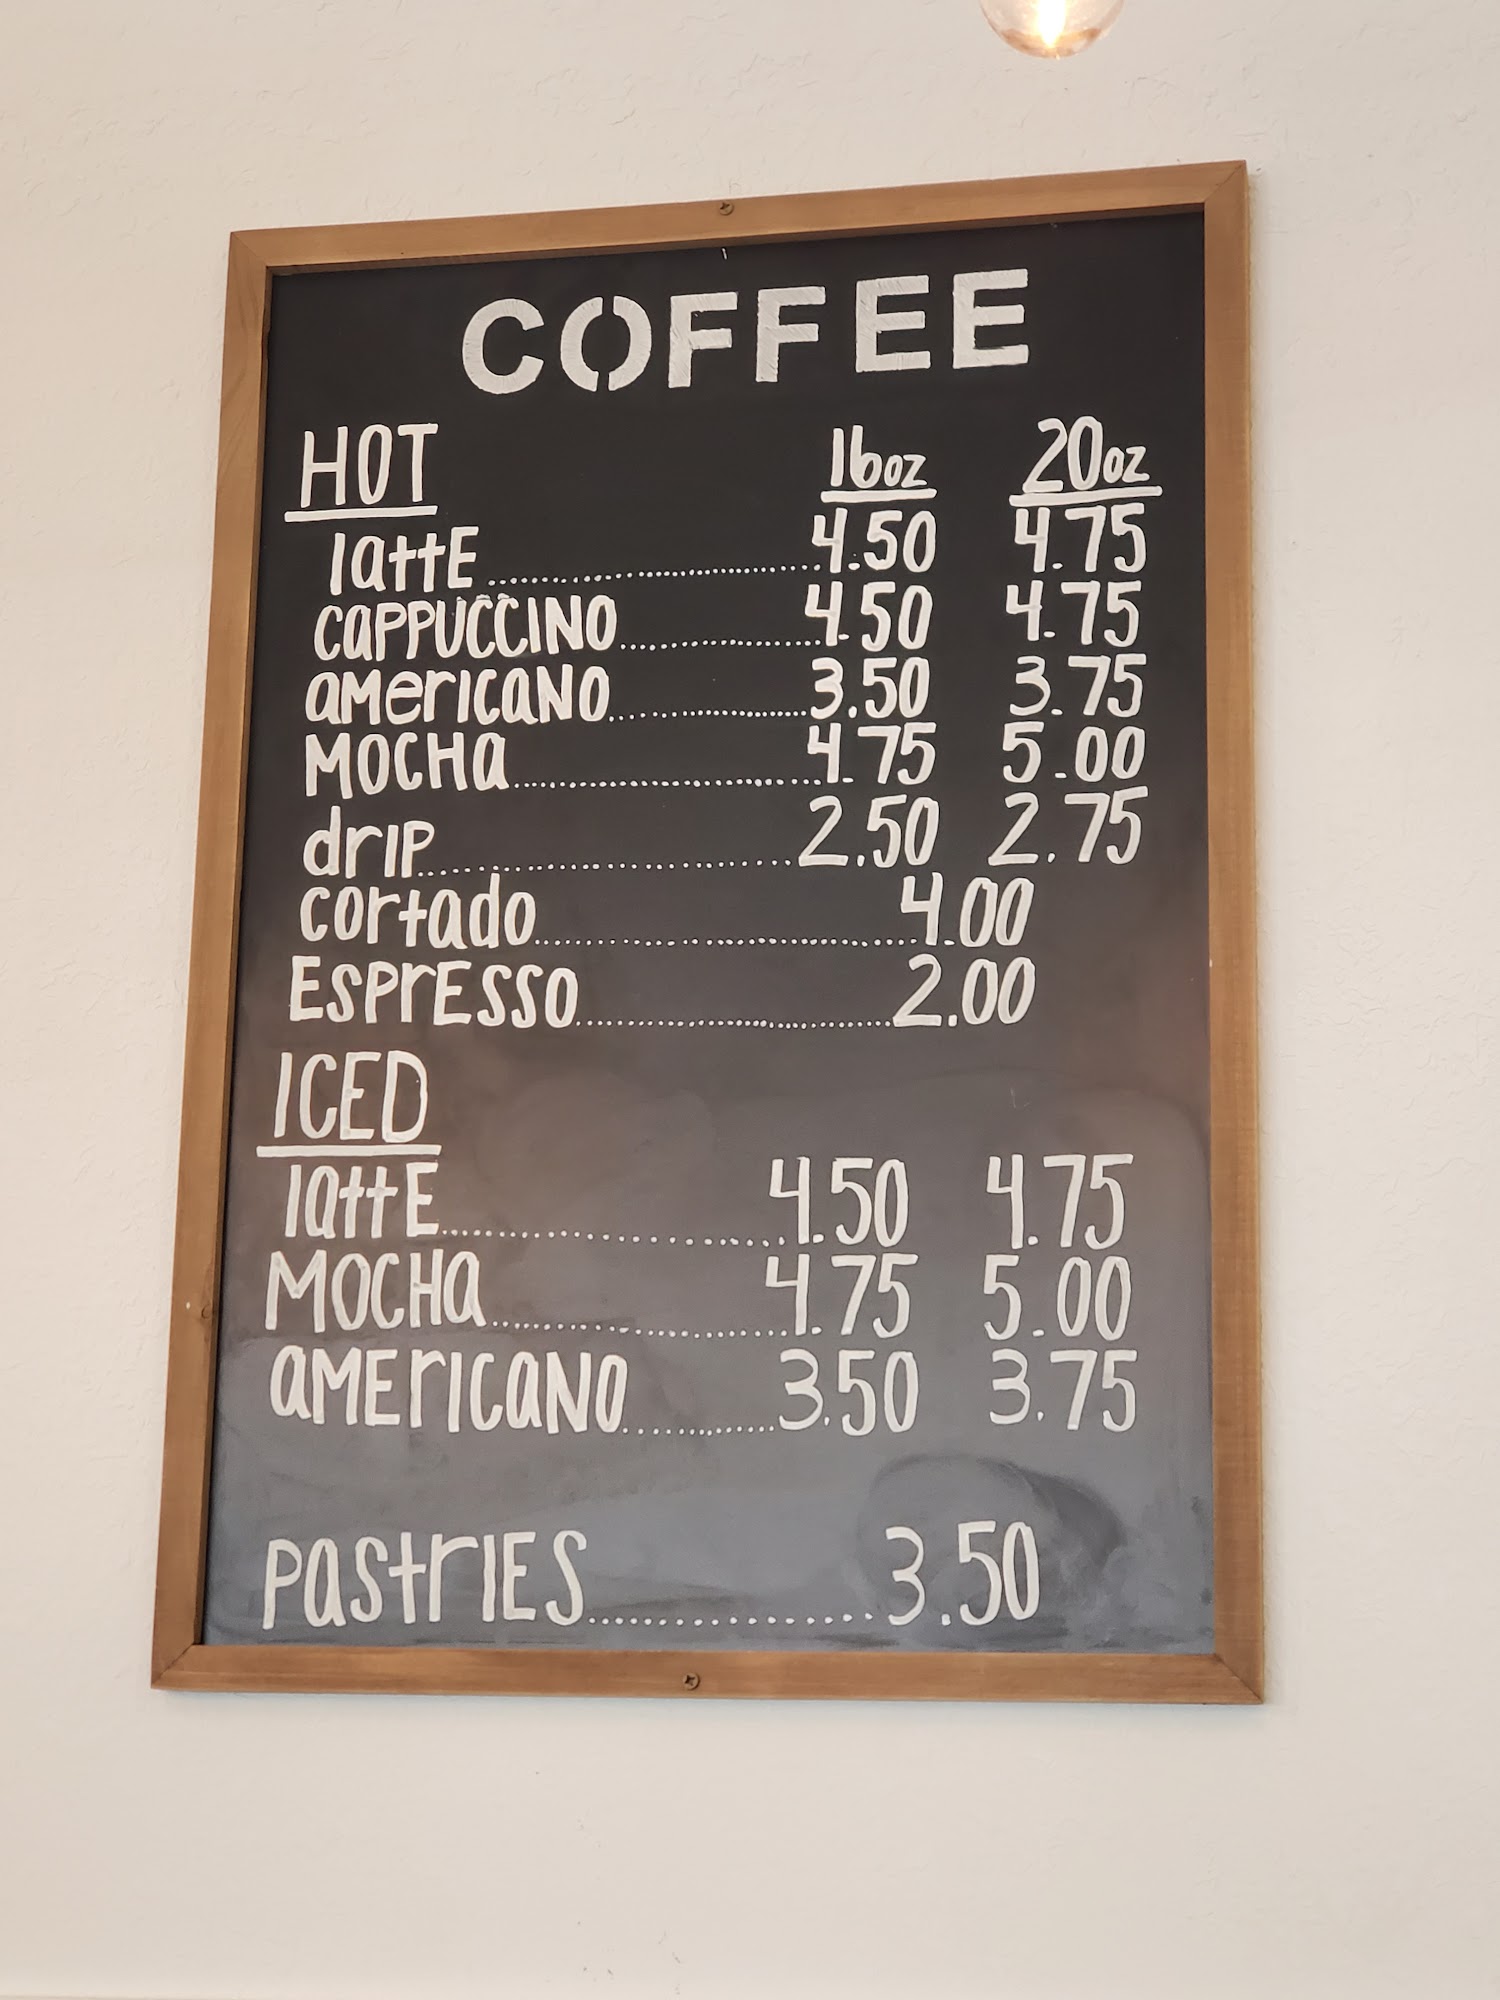 COFFEE
HOT 16oz 20oz
lattE 4.50 4.75
CAPPUCCINO 4.50 4.75
aMericaNO 3.50 3.75
MOCHa 4.75 5.00
drIP 2.50 2.75
cortado 4.00
ESPrESSO 2.00
ICED
lattE 4.50 4.75
MOCHa 4.75 5.00
aMErICaNO 3.50 3.75
PastrIES 3.50